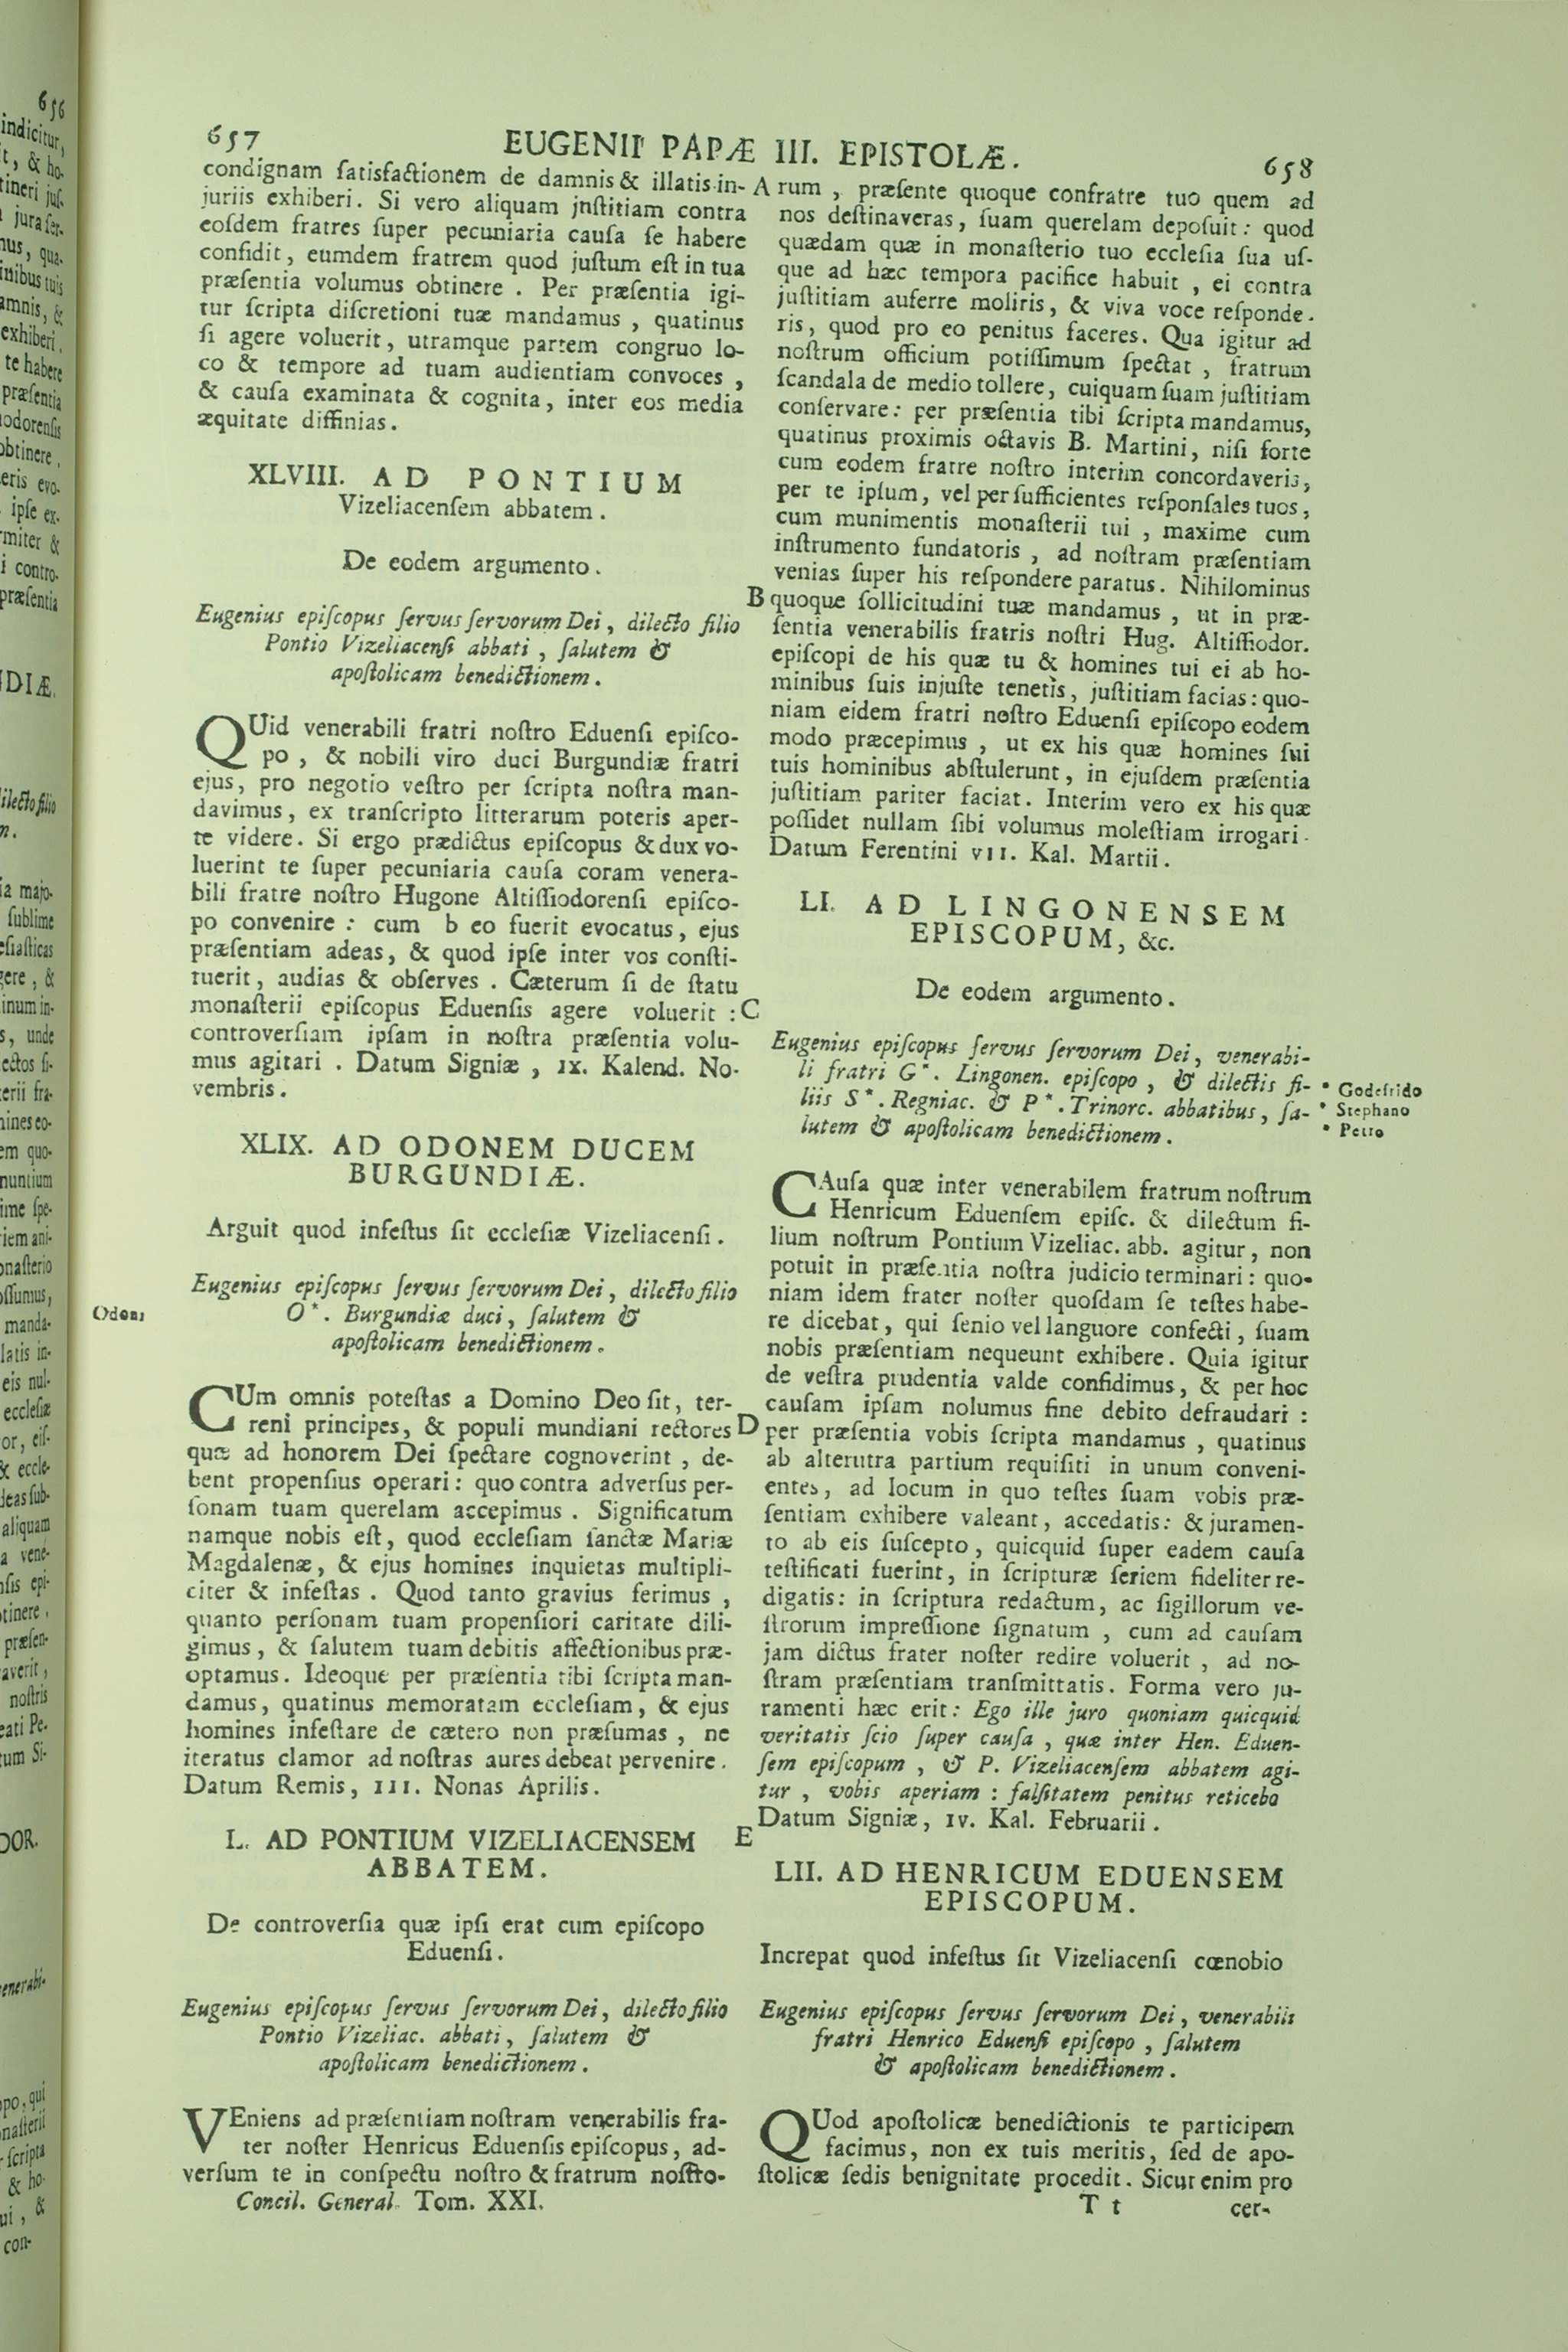 657
EUGENII PAPÆ III. EPISTOLÆ.
658
condignam ſatisfactionem de damnis & illatis in-
juriis exhiberi. Si vero aliquam jnſtitiam contra
eoſdem fratres ſuper pecuniaria cauſa ſe habere
confidit, eumdem fratrem quod juſtum eſt in tua
præſentia volumus obtinere. Per præſentia igi-
tur ſcripta diſcretioni tuæ mandamus, quatinus
ſi agere voluerit, utramque partem congruo lo-
co & tempore ad tuam audientiam convoces,
& cauſa examinata & cognita, inter eos media
æquitate diffinias.
XLVIII. AD PONTIUM
Vizeliacenſem abbatem.
De eodem argumento.
Eugenius epiſcopus ſervus ſervorum Dei, dilecto filio
Pontio Vizeliacenſi abbati, ſalutem &
apoſtolicam benedictionem.
QUid venerabili fratri noſtro Eduenſi epiſco-
po, & nobili viro duci Burgundiæ fratri
ejus, pro negotio veſtro per ſcripta noſtra man-
davimus, ex tranſcripto litterarum poteris aper-
te videre. Si ergo prædictus epiſcopus & dux vo-
luerint te ſuper pecuniaria cauſa coram venera-
bili fratre noſtro Hugone Altiſſiodorenſi epiſco-
po convenire: cum b eo fuerit evocatus, ejus
præſentiam adeas, & quod ipſe inter vos conſti-
tuerit, audias & obſerves. Cæterum ſi de ſtatu
monaſterii epiſcopus Eduenſis agere voluerit:
controverſiam ipſam in noſtra præſentia volu-
mus agitari. Datum Signiæ, IX. Kalend. No-
vembris.
XLIX. AD ODONEM DUCEM
BURGUNDIÆ.
Arguit quod infeſtus ſit eccleſiæ Vizeliacenſi.
Eugenius epiſcopus ſervus ſervorum Dei, dilecto filio
Odoni
O*. Burgundiæ duci, ſalutem &
apoſtolicam benedictionem.
CUm omnis poteſtas a Domino Deo ſit, ter-
reni principes, & populi mundiani rectores
quæ ad honorem Dei ſpectare cognoverint, de-
bent propenſius operari: quo contra adverſus per-
ſonam tuam querelam accepimus. Significatum
namque nobis eſt, quod eccleſiam ſanctæ Mariæ
Magdalenæ, & ejus homines inquietas multipli-
citer & infeſtas. Quod tanto gravius ferimus,
quanto perſonam tuam propenſiori caritate dili-
gimus, & ſalutem tuam debitis affectionibus præ-
optamus. Ideoque per præſentia tibi ſcripta man-
damus, quatinus memoratam eccleſiam, & ejus
homines infeſtare de cætero non præſumas, ne
iteratus clamor ad noſtras aures debeat pervenire.
Datum Remis, III. Nonas Aprilis.
L. AD PONTIUM VIZELIACENSEM
ABBATEM.
De controverſia quæ ipſi erat cum epiſcopo
Eduenſi.
Eugenius epiſcopus ſervus ſervorum Dei, dilecto filio
Pontio Vizeliac. abbati, ſalutem &
apoſtolicam benedictionem.
VEniens ad præſentiam noſtram venerabilis fra-
ter noſter Henricus Eduenſis epiſcopus, ad-
verſum te in conſpectu noſtro & fratrum noſtro-
Concil. General. Tom. XXI.
A
B
C
D
E
rum, præſente quoque confratre tuo quem ad
nos deſtinaveras, ſuam querelam depoſuit: quod
quædam quæ in monaſterio tuo eccleſia ſua uſ-
que ad hæc tempora pacifice habuit, ei contra
juſtitiam auferre moliris, & viva voce reſponde-
ris, quod pro eo penitus faceres. Qua igitur ad
noſtrum officium potiſſimum ſpectat, fratrum
ſcandala de medio tollere, cuiquam ſuam juſtitiam
conſervare: per præſentia tibi ſcripta mandamus,
quatinus proximis octavis B. Martini, niſi forte
cum eodem fratre noſtro interim concordaveris,
per te ipſum, vel per ſufficientes reſponſales tuos,
cum munimentis monaſterii tui, maxime cum
inſtrumento fundatoris, ad noſtram præſentiam
venias ſuper his reſpondere paratus. Nihilominus
quoque ſollicitudini tuæ mandamus, ut in præ-
ſentia venerabilis fratris noſtri Hug. Altiſſiodor.
epiſcopi de his quæ tu & homines tui ei ab ho-
minibus ſuis injuſte tenetis, juſtitiam facias: quo-
niam eidem fratri noſtro Eduenſi epiſcopo eodem
modo præcepimus, ut ex his quæ homines ſui
tuis hominibus abſtulerunt, in ejuſdem præſentia
juſtitiam pariter faciat. Interim vero ex his quæ
poſſidet nullam ſibi volumus moleſtiam irrogari.
Datum Ferentini VII. Kal. Martii.
LI. AD LINGONENSEM
EPISCOPUM, &c.
De eodem argumento.
Eugenius epiſcopus ſervus ſervorum Dei, venerabi-
li fratri G*. Lingonen. epiſcopo, & dilectis fi-
liis S*. Regniac. & P*. Trinorc. abbatibus, ſa-
lutem & apoſtolicam benedictionem.
* Godefrido
* Stephano
* Petro
CAuſa quæ inter venerabilem fratrum noſtrum
Henricum Eduenſem epiſc. & dilectum fi-
lium noſtrum Pontium Vizeliac. abb. agitur, non
potuit in præſentia noſtra judicio terminari: quo-
niam idem frater noſter quoſdam ſe teſtes habe-
re dicebat, qui ſenio vel languore confecti, ſuam
nobis præſentiam nequeunt exhibere. Quia igitur
de veſtra prudentia valde confidimus, & per hoc
cauſam ipſam nolumus fine debito defraudari:
per præſentia vobis ſcripta mandamus, quatinus
ab alterutra partium requiſiti in unum conveni-
entes, ad locum in quo teſtes ſuam vobis præ-
ſentiam exhibere valeant, accedatis: & juramen-
to ab eis ſuſcepto, quicquid ſuper eadem cauſa
teſtificati fuerint, in ſcripturæ ſeriem fideliter re-
digatis: in ſcriptura redactum, ac ſigillorum ve-
ſtrorum impreſſione ſignatum, cum ad cauſam
jam dictus frater noſter redire voluerit, ad no-
ſtram præſentiam tranſmittatis. Forma vero ju-
ramenti hæc erit: Ego ille juro quoniam quicquid
veritatis ſcio ſuper cauſa, quæ inter Hen. Eduen-
ſem epiſcopum, & P. Vizeliacenſem abbatem agi-
tur, vobis aperiam: falſitatem penitus reticebo
Datum Signiæ, IV. Kal. Februarii.
LII. AD HENRICUM EDUENSEM
EPISCOPUM.
Increpat quod infeſtus ſit Vizeliacenſi cœnobio
Eugenius epiſcopus ſervus ſervorum Dei, venerabili
fratri Henrico Eduenſi epiſcopo, ſalutem
& apoſtolicam benedictionem.
QUod apoſtolicæ benedictionis te participem
facimus, non ex tuis meritis, ſed de apo-
ſtolicæ ſedis benignitate procedit. Sicut enim pro
T t
cer-